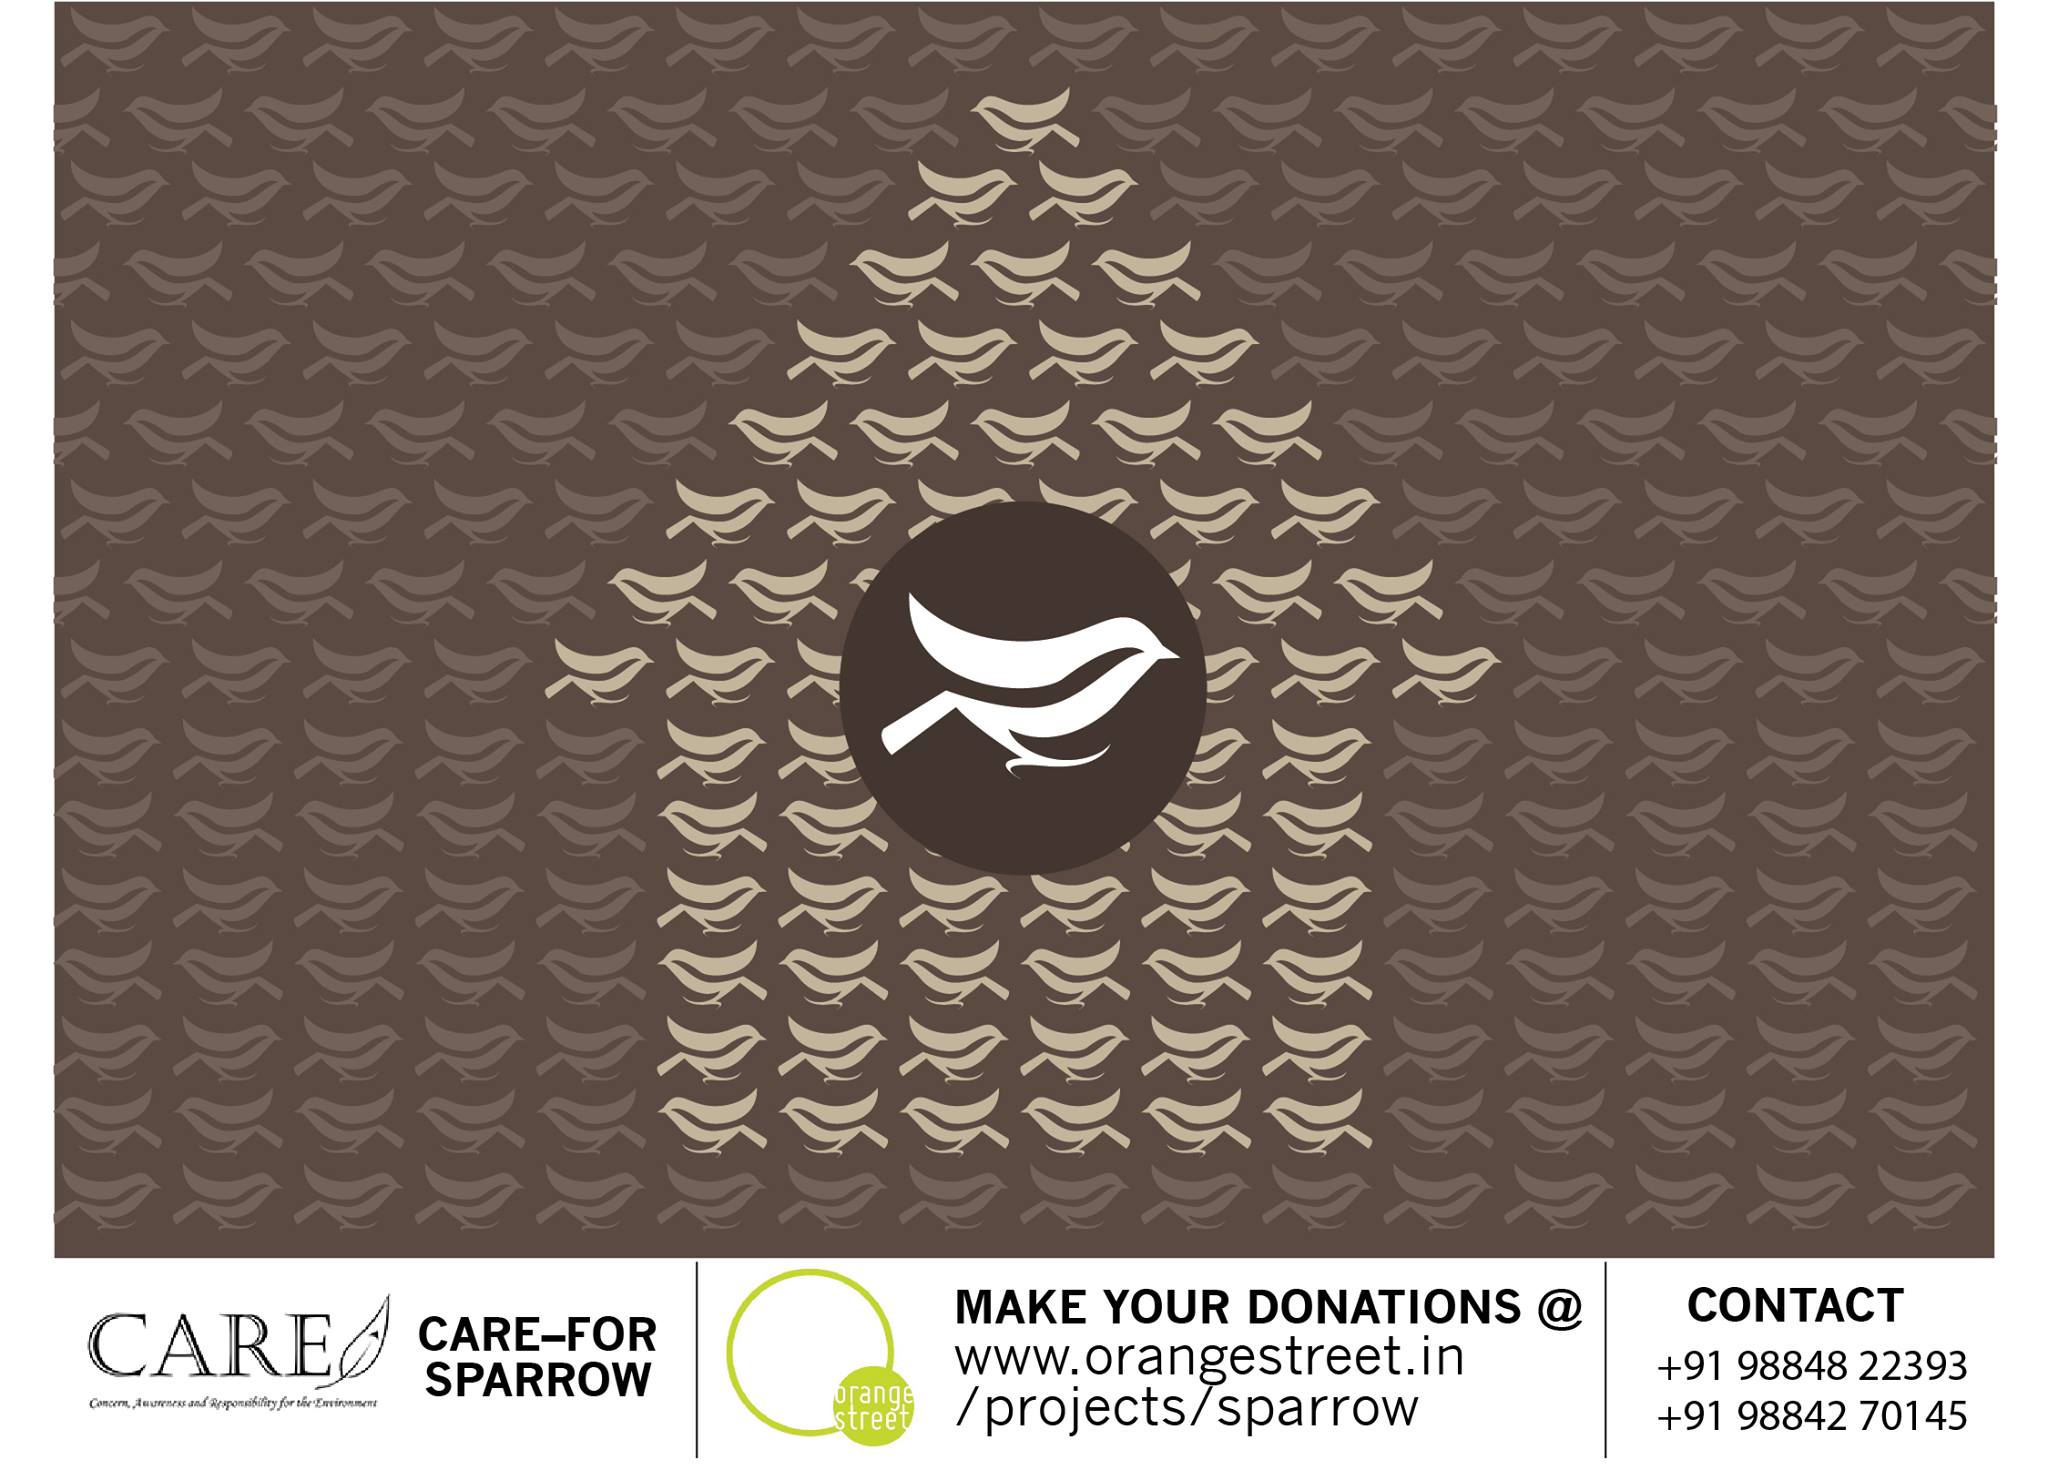 CARE
Concern, Awareness and Responsibility for the Environment
CARE–FOR
SPARROW
orange
street
MAKE YOUR DONATIONS @
www.orangestreet.in
/projects/sparrow
CONTACT
+91 98848 22393
+91 98842 70145